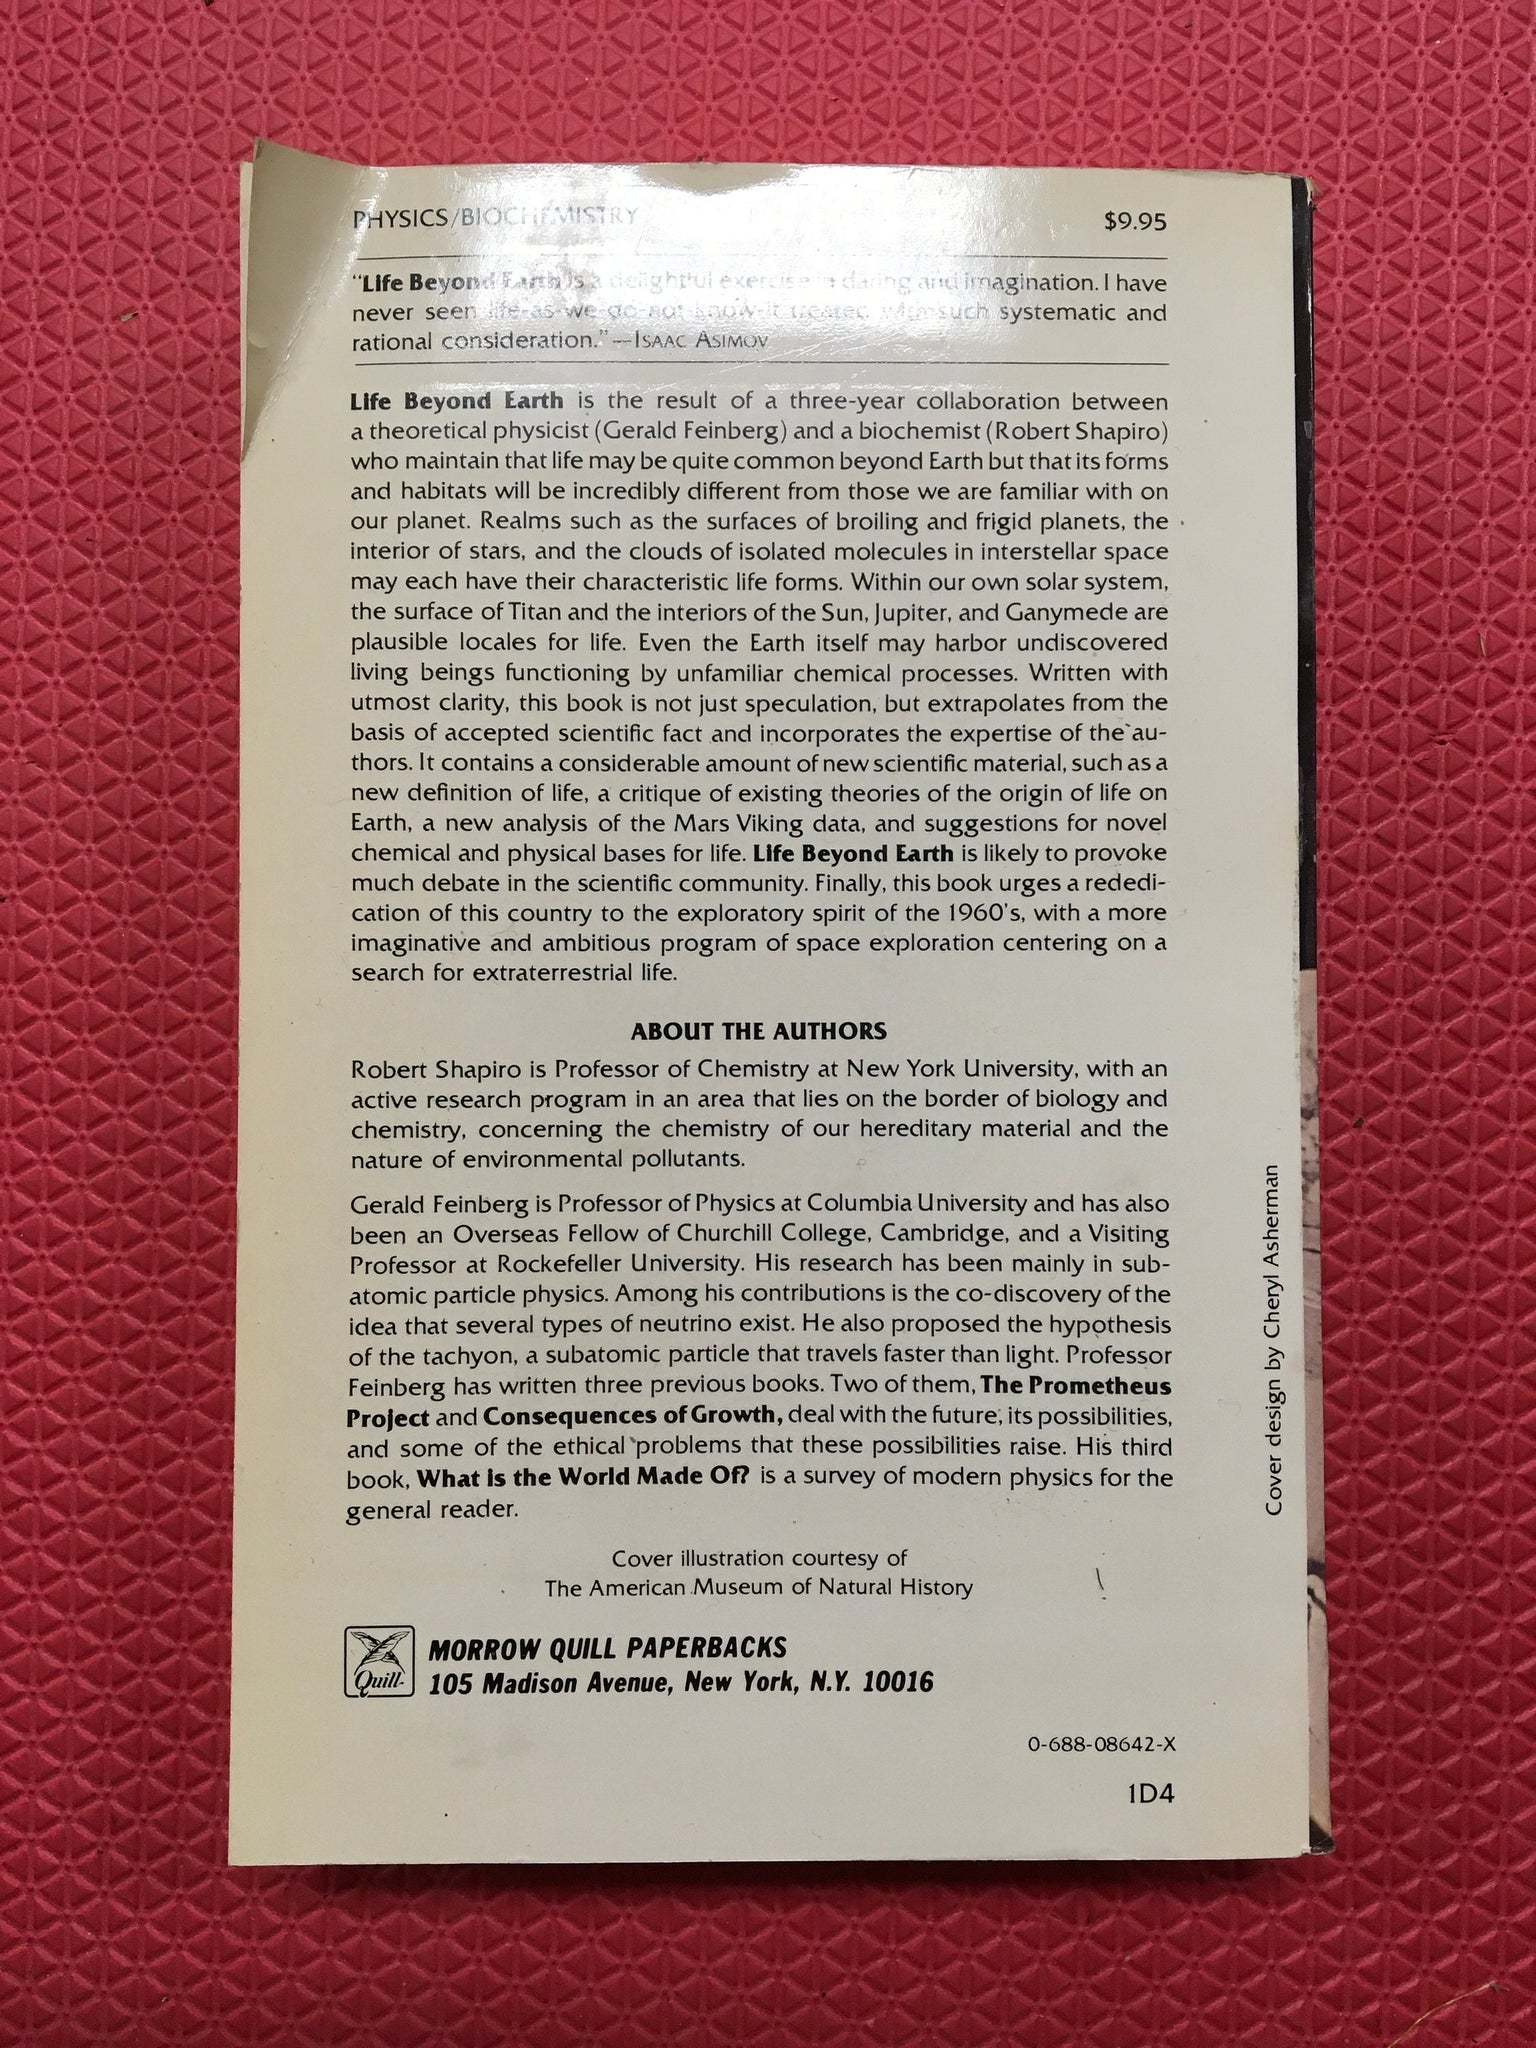 PHYSICS/BIOCHEMISTRY
$9.95
"Life Beyond Earth is a delightful exercise in daring and imagination. I have
never seen life-as-we-do-not-know-it treated with such systematic and
rational consideration." —ISAAC ASIMOV
Life Beyond Earth is the result of a three-year collaboration between
a theoretical physicist (Gerald Feinberg) and a biochemist (Robert Shapiro)
who maintain that life may be quite common beyond Earth but that its forms
and habitats will be incredibly different from those we are familiar with on
our planet. Realms such as the surfaces of broiling and frigid planets, the
interior of stars, and the clouds of isolated molecules in interstellar space
may each have their characteristic life forms. Within our own solar system,
the surface of Titan and the interiors of the Sun, Jupiter, and Ganymede are
plausible locales for life. Even the Earth itself may harbor undiscovered
living beings functioning by unfamiliar chemical processes. Written with
utmost clarity, this book is not just speculation, but extrapolates from the
basis of accepted scientific fact and incorporates the expertise of the au-
thors. It contains a considerable amount of new scientific material, such as a
new definition of life, a critique of existing theories of the origin of life on
Earth, a new analysis of the Mars Viking data, and suggestions for novel
chemical and physical bases for life. Life Beyond Earth is likely to provoke
much debate in the scientific community. Finally, this book urges a rededi-
cation of this country to the exploratory spirit of the 1960's, with a more
imaginative and ambitious program of space exploration centering on a
search for extraterrestrial life.
ABOUT THE AUTHORS
Robert Shapiro is Professor of Chemistry at New York University, with an
active research program in an area that lies on the border of biology and
chemistry, concerning the chemistry of our hereditary material and the
nature of environmental pollutants.
Gerald Feinberg is Professor of Physics at Columbia University and has also
been an Overseas Fellow of Churchill College, Cambridge, and a Visiting
Professor at Rockefeller University. His research has been mainly in sub-
atomic particle physics. Among his contributions is the co-discovery of the
idea that several types of neutrino exist. He also proposed the hypothesis
of the tachyon, a subatomic particle that travels faster than light. Professor
Feinberg has written three previous books. Two of them, The Prometheus
Project and Consequences of Growth, deal with the future, its possibilities,
and some of the ethical problems that these possibilities raise. His third
book, What is the World Made Of? is a survey of modern physics for the
general reader.
Cover illustration courtesy of
The American Museum of Natural History
Quill
MORROW QUILL PAPERBACKS
105 Madison Avenue, New York, N.Y. 10016
0-688-08642-X
1D4
Cover design by Cheryl Asherman